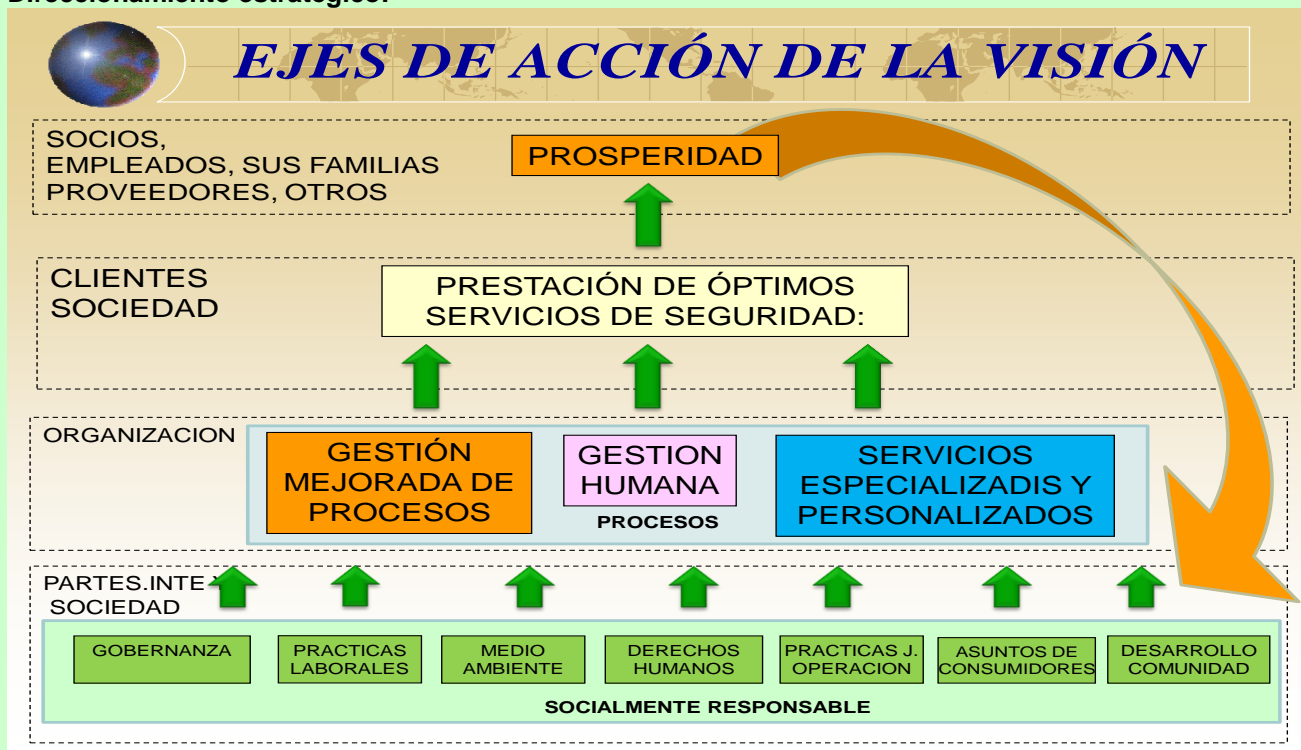 Direccionamiento estratégico:
EJES DE ACCIÓN DE LA VISIÓN
SOCIOS,
EMPLEADOS, SUS FAMILIAS
PROVEEDORES, OTROS
PROSPERIDAD
CLIENTES
SOCIEDAD
PRESTACIÓN DE ÓPTIMOS
SERVICIOS DE SEGURIDAD:
ORGANIZACION
GESTIÓN
MEJORADA DE
PROCESOS
GESTION
HUMANA
PROCESOS
SERVICIOS
ESPECIALIZADIS Y
PERSONALIZADOS
PARTES.INTE Y
SOCIEDAD
GOBERNANZA
PRACTICAS
LABORALES
MEDIO
AMBIENTE
DERECHOS
HUMANOS
PRACTICAS J.
OPERACION
ASUNTOS DE
CONSUMIDORES
DESARROLLO
COMUNIDAD
SOCIALMENTE RESPONSABLE